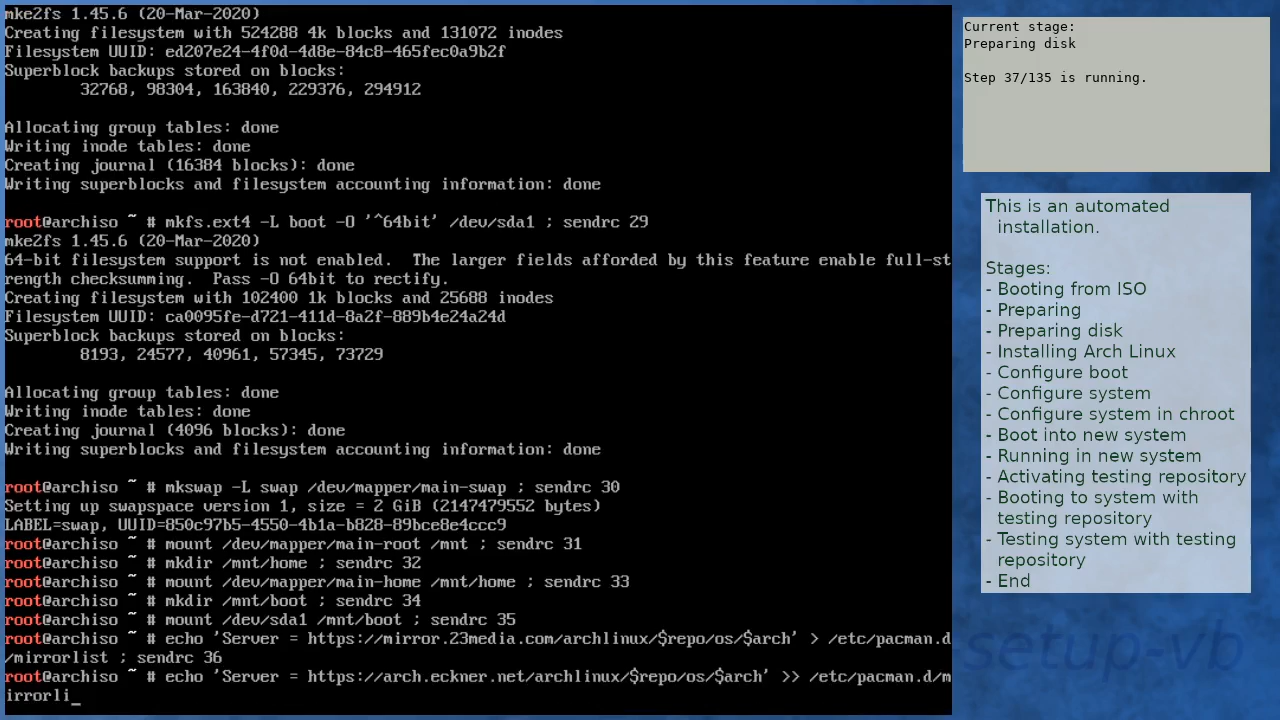 mke2fs 1.45.6 (20-Mar-2020)
Creating filesystem with 524288 4k blocks and 131072 inodes
Filesystem UUID: ed207e24-4f0d-4d8e-84c8-465fec0a9b2f
Superblock backups stored on blocks:
        32768, 98304, 163840, 229376, 294912

Allocating group tables: done
Writing inode tables: done
Creating journal (16384 blocks): done
Writing superblocks and filesystem accounting information: done

root@archiso ~ # mkfs.ext4 -L boot -O '^64bit' /dev/sda1 ; sendrc 29
mke2fs 1.45.6 (20-Mar-2020)
64-bit filesystem support is not enabled.  The larger fields afforded by this feature enable full-st
rength checksumming.  Pass -O 64bit to rectify.
Creating filesystem with 102400 1k blocks and 25688 inodes
Filesystem UUID: ca0095fe-d721-411d-8a2f-889b4e24a24d
Superblock backups stored on blocks:
        8193, 24577, 40961, 57345, 73729

Allocating group tables: done
Writing inode tables: done
Creating journal (4096 blocks): done
Writing superblocks and filesystem accounting information: done

root@archiso ~ # mkswap -L swap /dev/mapper/main-swap ; sendrc 30
Setting up swapspace version 1, size = 2 GiB (2147479552 bytes)
LABEL=swap, UUID=850c97b5-4550-4b1a-b828-89bce8e4ccc9
root@archiso ~ # mount /dev/mapper/main-root /mnt ; sendrc 31
root@archiso ~ # mkdir /mnt/home ; sendrc 32
root@archiso ~ # mount /dev/mapper/main-home /mnt/home ; sendrc 33
root@archiso ~ # mkdir /mnt/boot ; sendrc 34
root@archiso ~ # mount /dev/sda1 /mnt/boot ; sendrc 35
root@archiso ~ # echo 'Server = https://mirror.23media.com/archlinux/$repo/os/$arch' > /etc/pacman.d
/mirrorlist ; sendrc 36
root@archiso ~ # echo 'Server = https://arch.eckner.net/archlinux/$repo/os/$arch' >> /etc/pacman.d/m
irrorli_
Current stage:
Preparing disk

Step 37/135 is running.
This is an automated
installation.

Stages:
- Booting from ISO
- Preparing
- Preparing disk
- Installing Arch Linux
- Configure boot
- Configure system
- Configure system in chroot
- Boot into new system
- Running in new system
- Activating testing repository
- Booting to system with
testing repository
- Testing system with testing
repository
- End
setup-vb